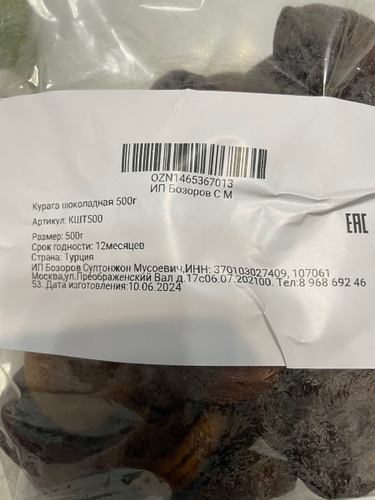 OZN1465367013
ИП Бозоров С М
Курага шоколадная 500г
Артикул: КШТ500
EAC
Размер: 500г
Срок годности: 12месяцев
Страна: Турция
ИП Бозоров Султонжон Мусоевич,ИНН: 370103027409, 107061
Москва,ул.Преображенский Вал д.17с06.07.202100. Тел:8 968 692 46
53. Дата изготовления:10.06.2024